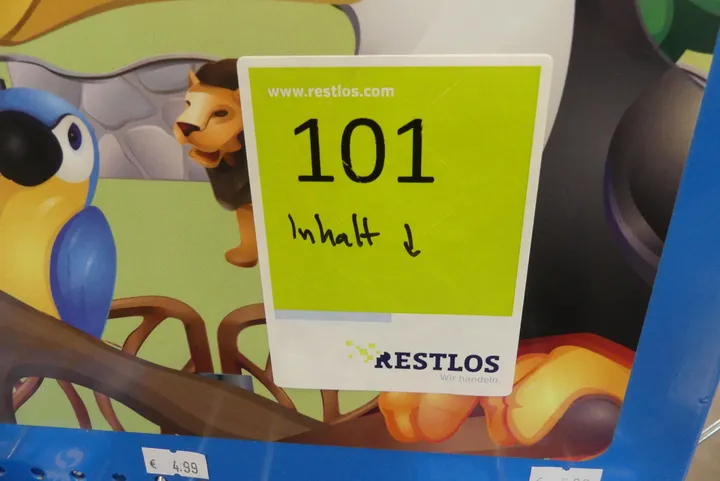 www.restlos.com
101
Inhalt ↓
RESTLOS
Wir handeln.
€ 4.99
€